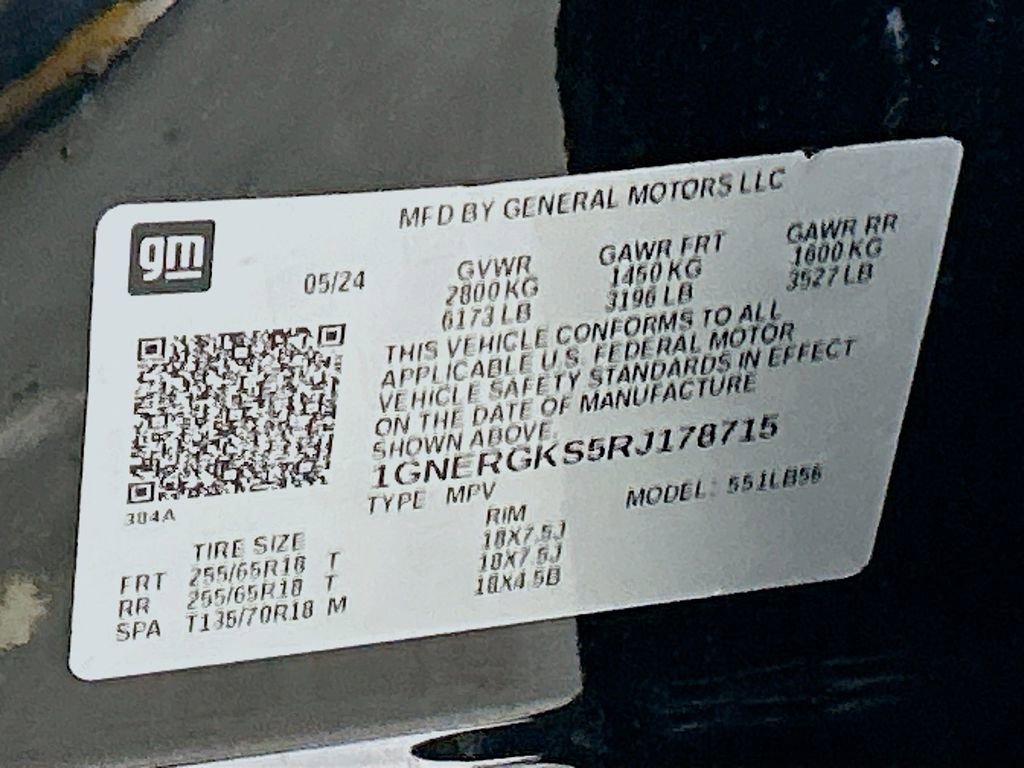 MFD BY GENERAL MOTORS LLC
gm
05/24 GVWR GAWR FRT GAWR RR
2800 KG 1450 KG 1600 KG
6173 LB 3196 LB 3527 LB
THIS VEHICLE CONFORMS TO ALL
APPLICABLE U.S. FEDERAL MOTOR
VEHICLE SAFETY STANDARDS IN EFFECT
ON THE DATE OF MANUFACTURE
SHOWN ABOVE.
1GNERGKS5RJ178715
TYPE MPV MODEL: 551LB56
304A
TIRE SIZE RIM
FRT 255/65R18 T 18X7.5J
RR 255/65R18 T 18X7.5J
SPA T135/70R18 M 18X4.5B